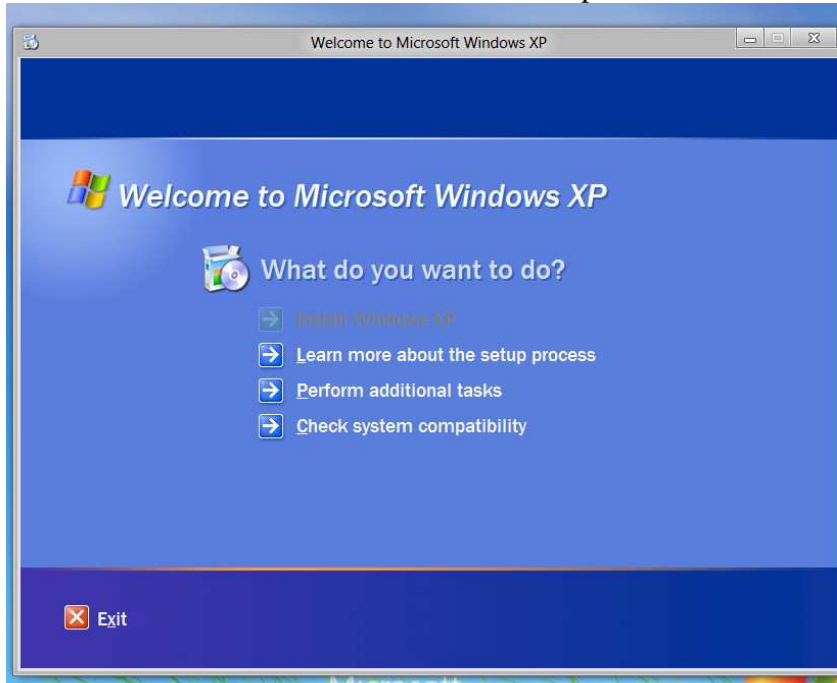 Welcome to Microsoft Windows XP
Welcome to Microsoft Windows XP
What do you want to do?
Install Windows XP
Learn more about the setup process
Perform additional tasks
Check system compatibility
Exit
Microsoft